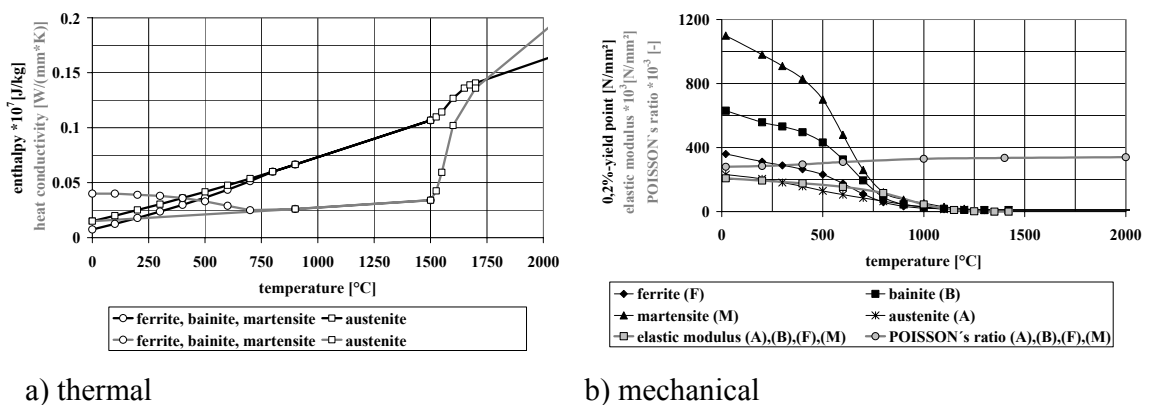 enthalpy *10⁷[J/kg]
heat conductivity [W/(mm*K)]
0.2
0.15
0.1
0.05
0
0 250 500 750 1000 1250 1500 1750 2000
temperature [°C]
ferrite, bainite, martensite austenite
ferrite, bainite, martensite austenite
a) thermal
0,2%-yield point [N/mm²]
elastic modulus *10³[N/mm²]
POISSON`s ratio *10⁻³ [-]
1200
800
400
0
0 500 1000 1500 2000
temperature [°C]
ferrite (F) bainite (B)
martensite (M) austenite (A)
elastic modulus (A),(B),(F),(M) POISSON´s ratio (A),(B),(F),(M)
b) mechanical